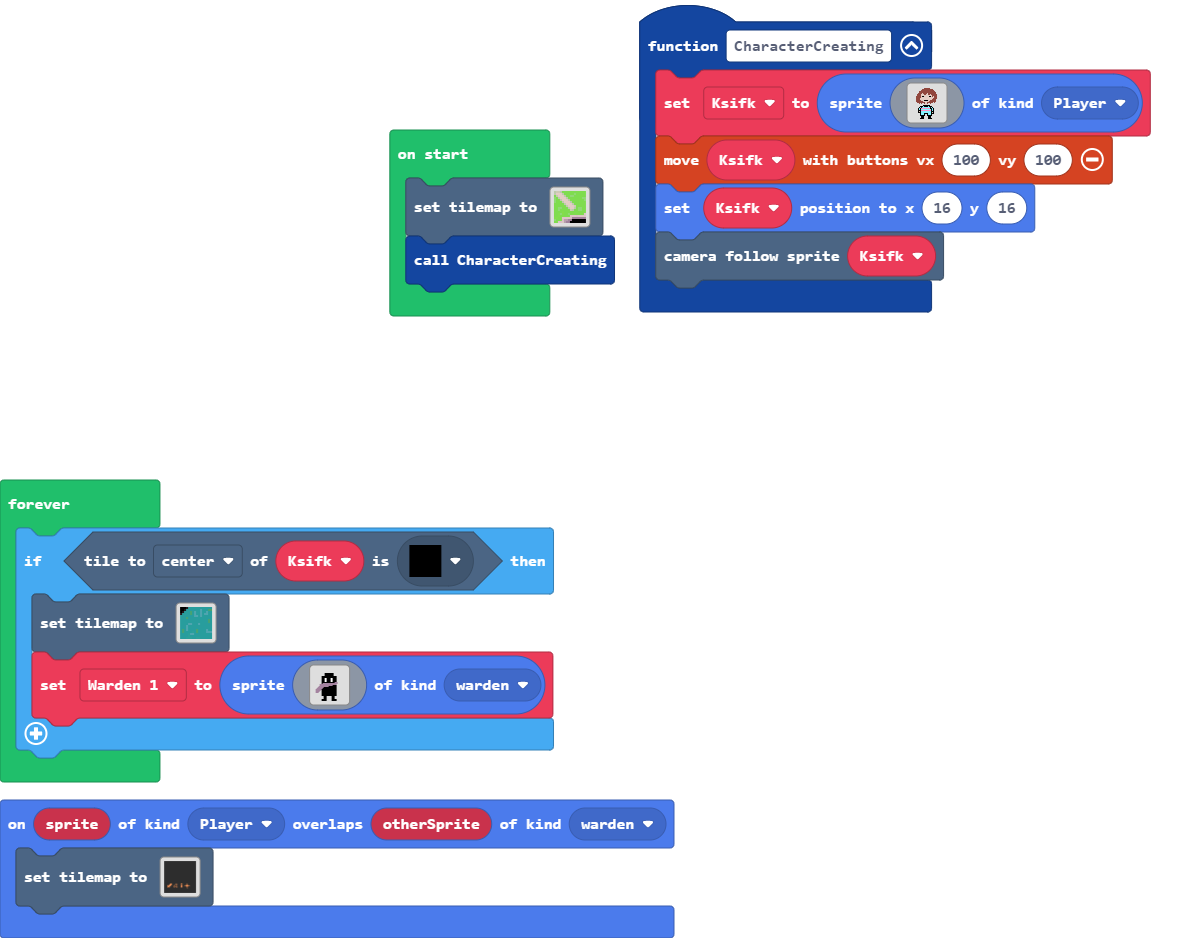 function CharacterCreating
set Ksifk to sprite of kind Player
move Ksifk with buttons vx 100 vy 100
set Ksifk position to x 16 y 16
camera follow sprite Ksifk
on start
set tilemap to
call CharacterCreating
forever
if tile to center of Ksifk is then
set tilemap to
set Warden 1 to sprite of kind warden
on sprite of kind Player overlaps otherSprite of kind warden
set tilemap to